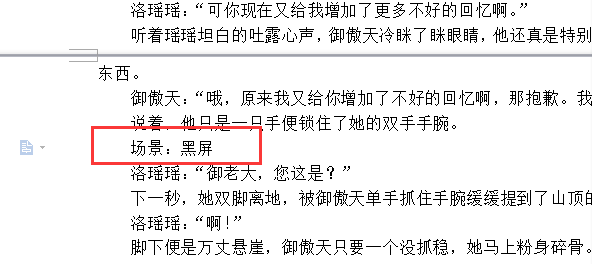 洛瑶瑶：“可你现在又给我增加了更多不好的回忆啊。”
听着瑶瑶坦白的吐露心声，御傲天冷眯了眯眼睛，他还真是特别
东西。
御傲天：“哦，原来我又给你增加了不好的回忆啊，那抱歉。我
说着，他只是一只手便锁住了她的双手手腕。
场景：黑屏
洛瑶瑶：“御老大，您这是？”
下一秒，她双脚离地，被御傲天单手抓住手腕缓缓提到了山顶的
洛瑶瑶：“啊!”
脚下便是万丈悬崖，御傲天只要一个没抓稳，她马上粉身碎骨。